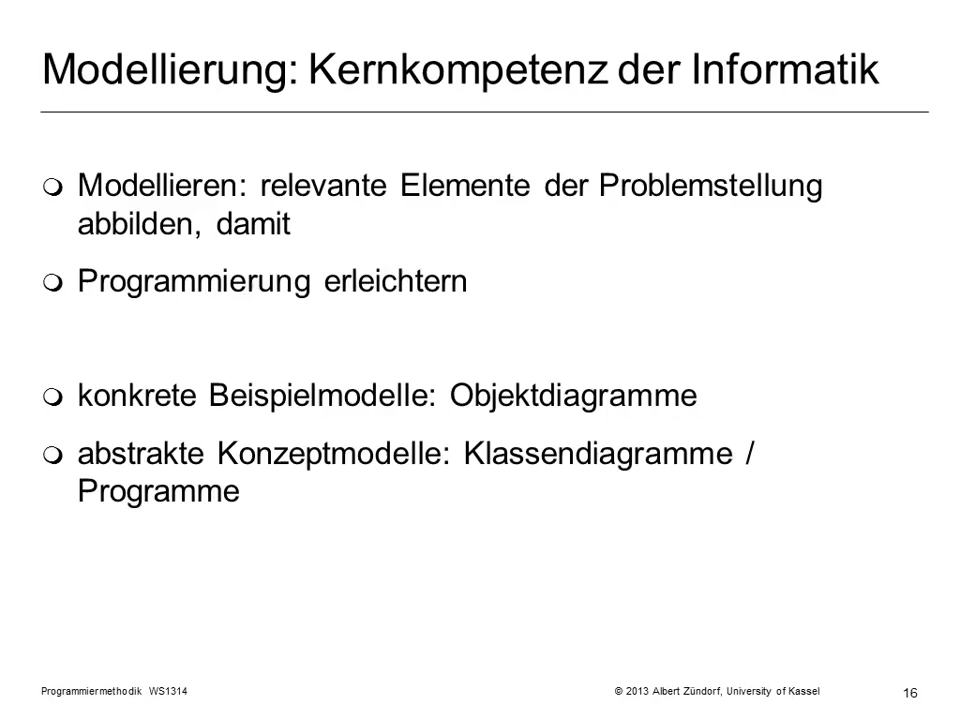 Modellierung: Kernkompetenz der Informatik
Modellieren: relevante Elemente der Problemstellung
abbilden, damit
Programmierung erleichtern
konkrete Beispielmodelle: Objektdiagramme
abstrakte Konzeptmodelle: Klassendiagramme /
Programme
Programmiermethodik WS1314
© 2013 Albert Zündorf, University of Kassel
16